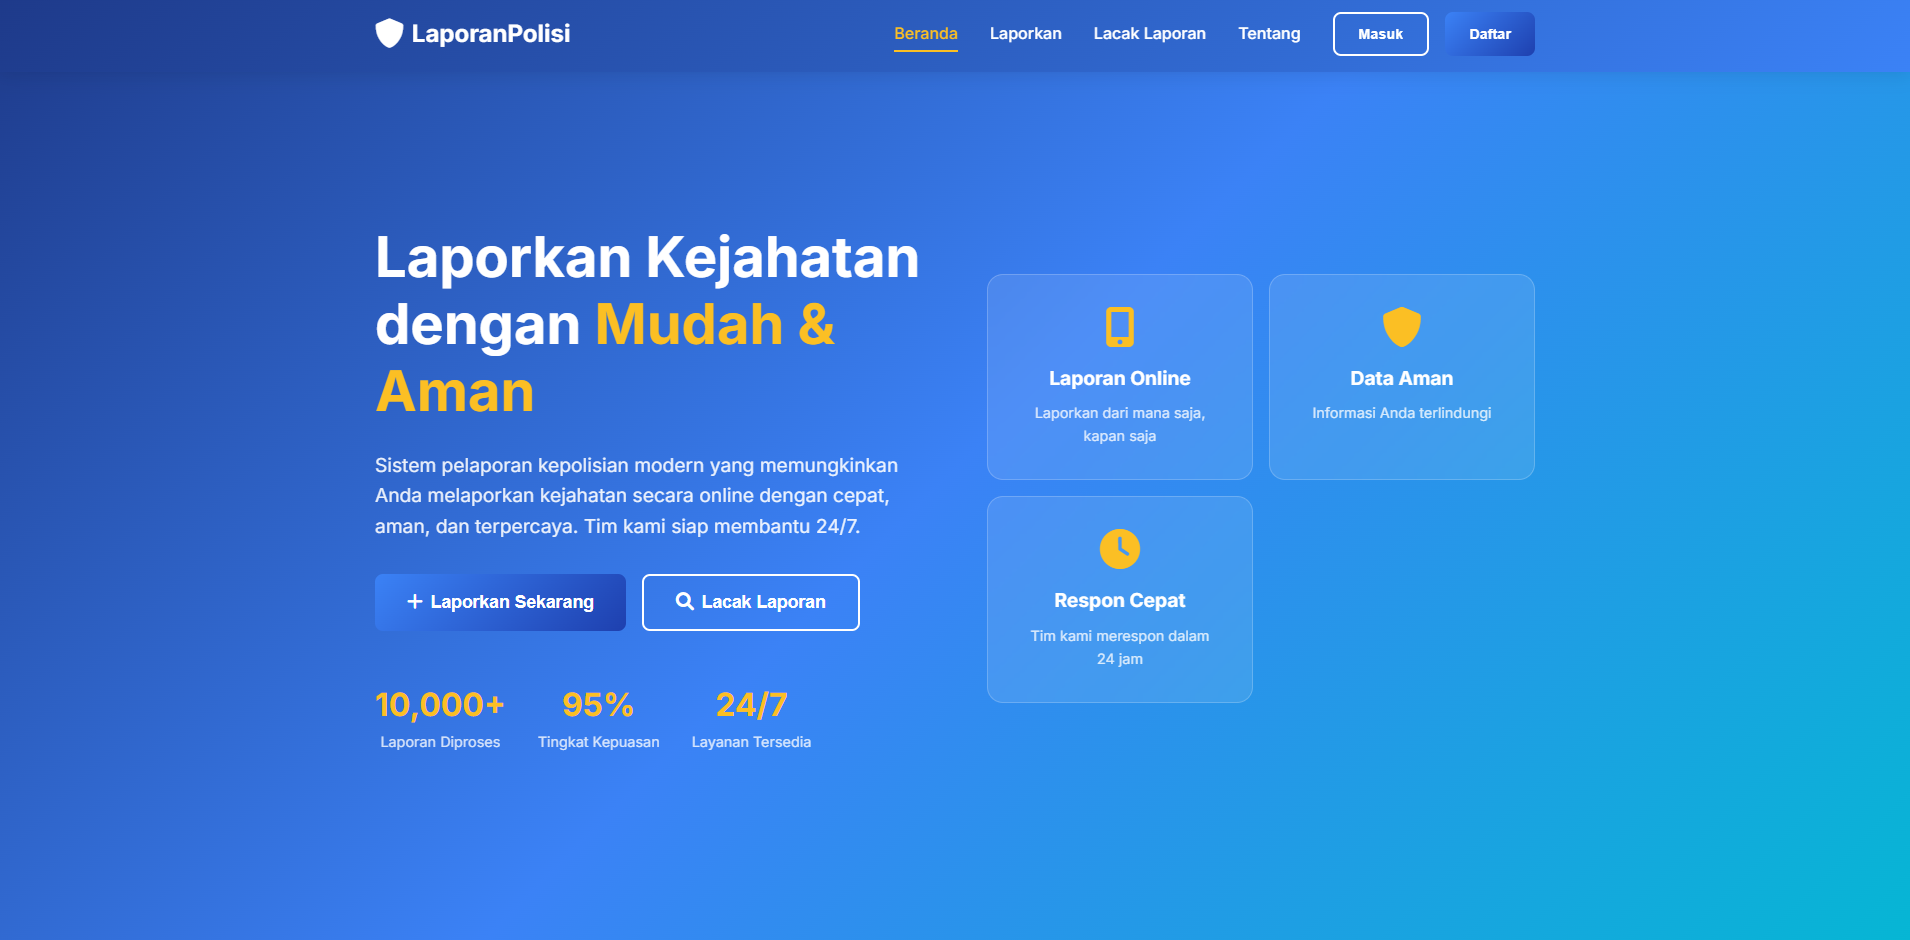 LaporanPolisi
Beranda
Laporkan
Lacak Laporan
Tentang
Masuk
Daftar
Laporkan Kejahatan
dengan Mudah &
Aman
Sistem pelaporan kepolisian modern yang memungkinkan
Anda melaporkan kejahatan secara online dengan cepat,
aman, dan terpercaya. Tim kami siap membantu 24/7.
Laporkan Sekarang
Lacak Laporan
10,000+
Laporan Diproses
95%
Tingkat Kepuasan
24/7
Layanan Tersedia
Laporan Online
Laporkan dari mana saja,
kapan saja
Data Aman
Informasi Anda terlindungi
Respon Cepat
Tim kami merespon dalam
24 jam